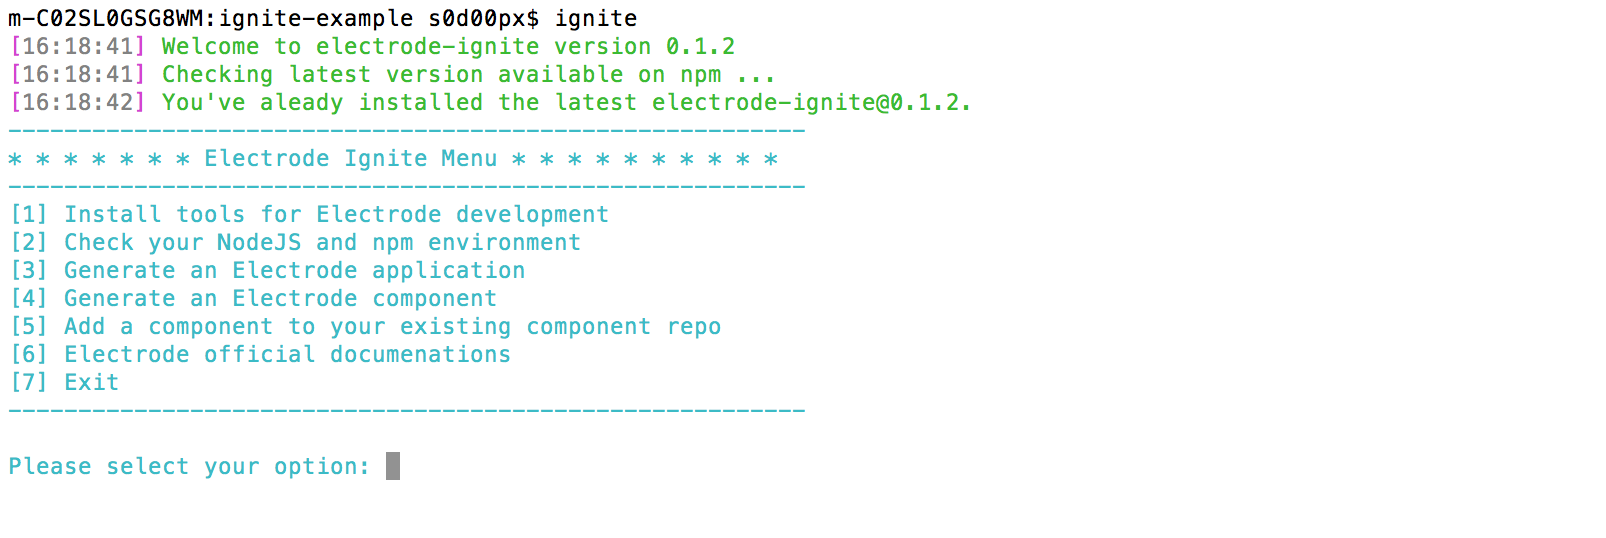 m-C02SL0GSG8WM:ignite-example s0d00px$ ignite
[16:18:41] Welcome to electrode-ignite version 0.1.2
[16:18:41] Checking latest version available on npm ...
[16:18:42] You've aleady installed the latest electrode-ignite@0.1.2.
---------------------------------------------------------
* * * * * * * Electrode Ignite Menu * * * * * * * * * *
---------------------------------------------------------
[1] Install tools for Electrode development
[2] Check your NodeJS and npm environment
[3] Generate an Electrode application
[4] Generate an Electrode component
[5] Add a component to your existing component repo
[6] Electrode official documenations
[7] Exit
---------------------------------------------------------
Please select your option: